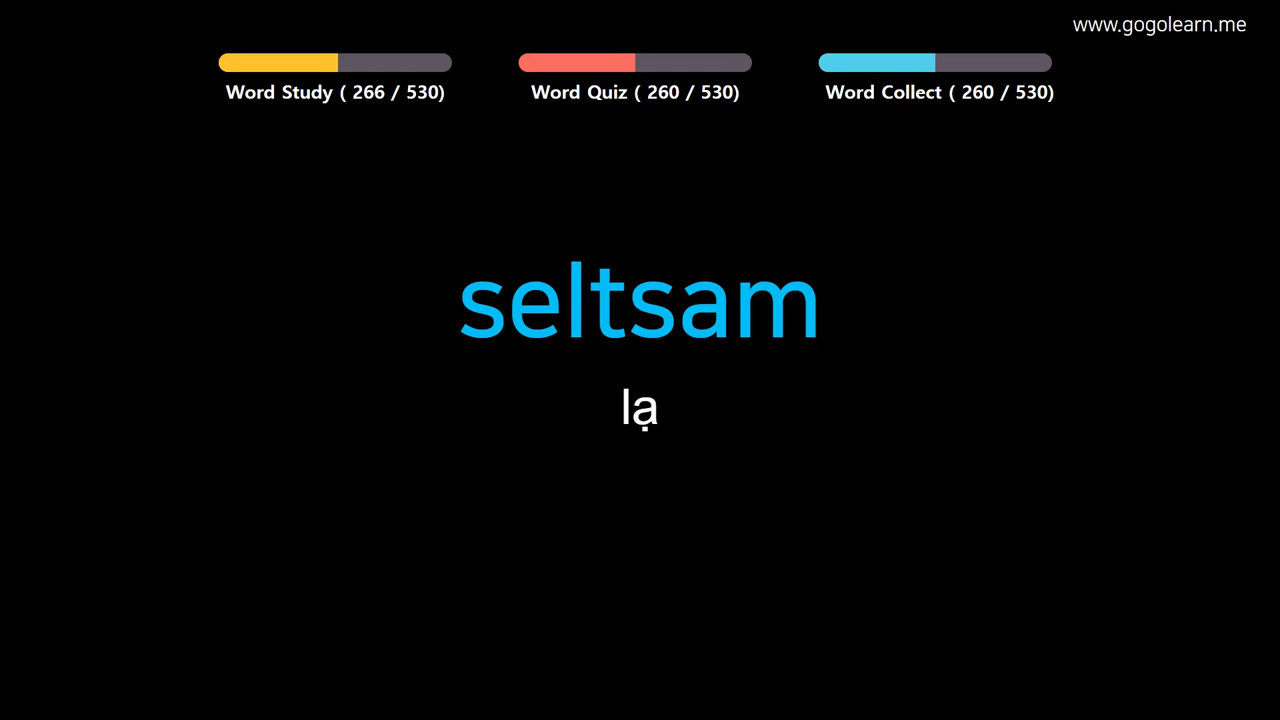 www.gogolearn.me
Word Study ( 266 / 530)
Word Quiz ( 260 / 530)
Word Collect ( 260 / 530)
seltsam
lạ